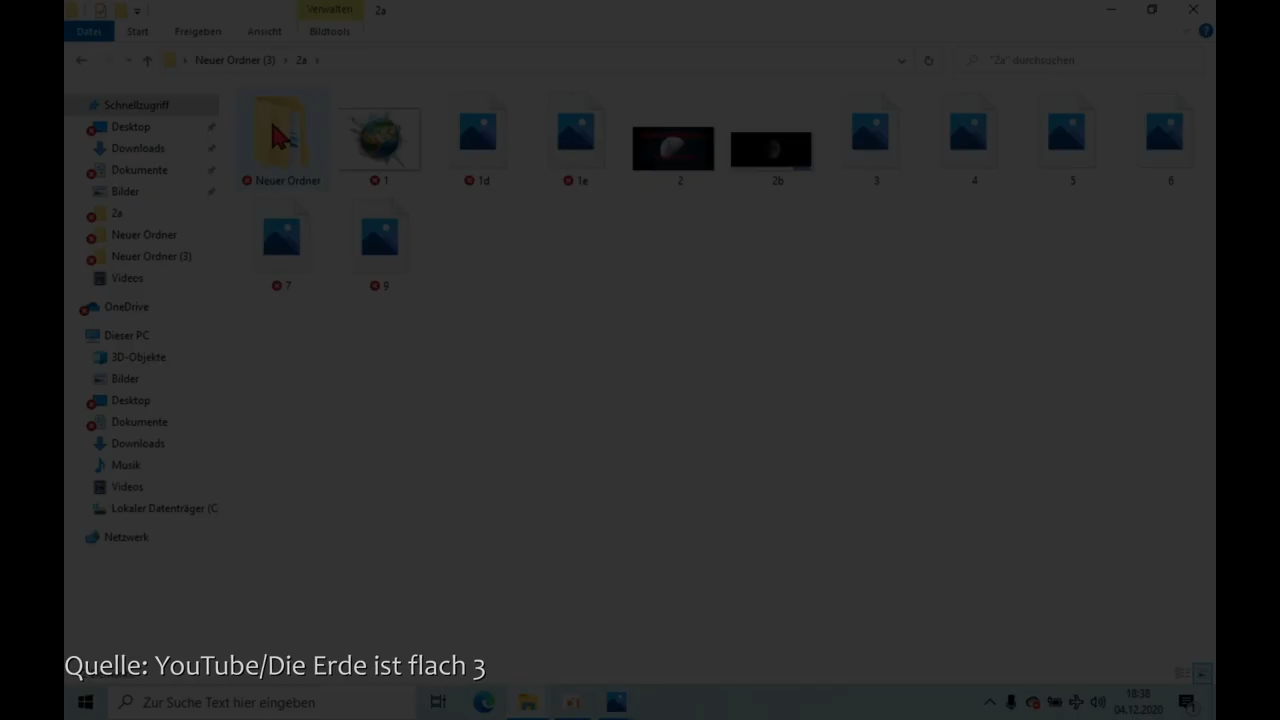 Verwalten
2a
Datei
Start
Freigeben
Ansicht
Bildtools
Neuer Ordner (3)
2a
"2a" durchsuchen
Schnellzugriff
Desktop
Downloads
Dokumente
Bilder
2a
Neuer Ordner
Neuer Ordner (3)
Videos
OneDrive
Dieser PC
3D-Objekte
Bilder
Desktop
Dokumente
Downloads
Musik
Videos
Lokaler Datenträger (C
Netzwerk
Neuer Ordner
1
1d
1e
2
2b
3
4
5
6
7
9
Quelle: YouTube/Die Erde ist flach 3
Zur Suche Text hier eingeben
18:38
04.12.2020